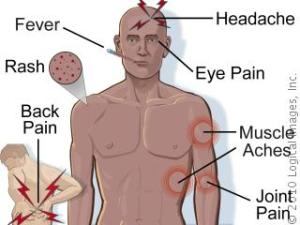 Headache
Fever
Eye Pain
Rash
Back
Pain
Muscle
Aches
Joint
Pain
© 2010 Logical Images, Inc.